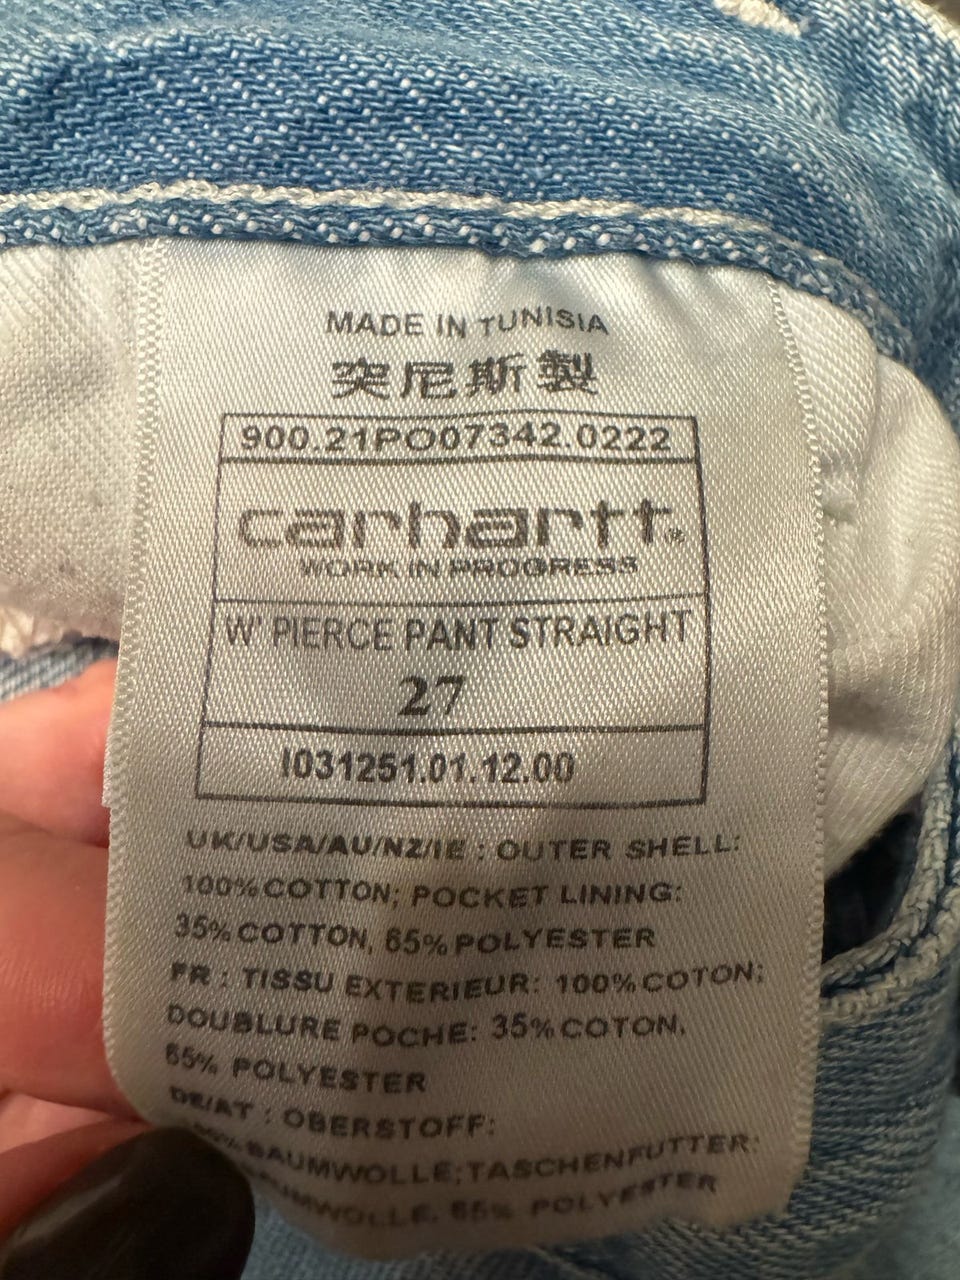 MADE IN TUNISIA
突尼斯製
900.21PO07342.0222
carhartt®
WORK IN PROGRESS
W' PIERCE PANT STRAIGHT
27
I031251.01.12.00
UK/USA/AU/NZ/IE : OUTER SHELL:
100% COTTON; POCKET LINING:
35% COTTON, 65% POLYESTER
FR : TISSU EXTERIEUR: 100% COTON;
DOUBLURE POCHE: 35% COTON,
65% POLYESTER
DE/AT : OBERSTOFF:
100% BAUMWOLLE; TASCHENFUTTER:
65% POLYESTER